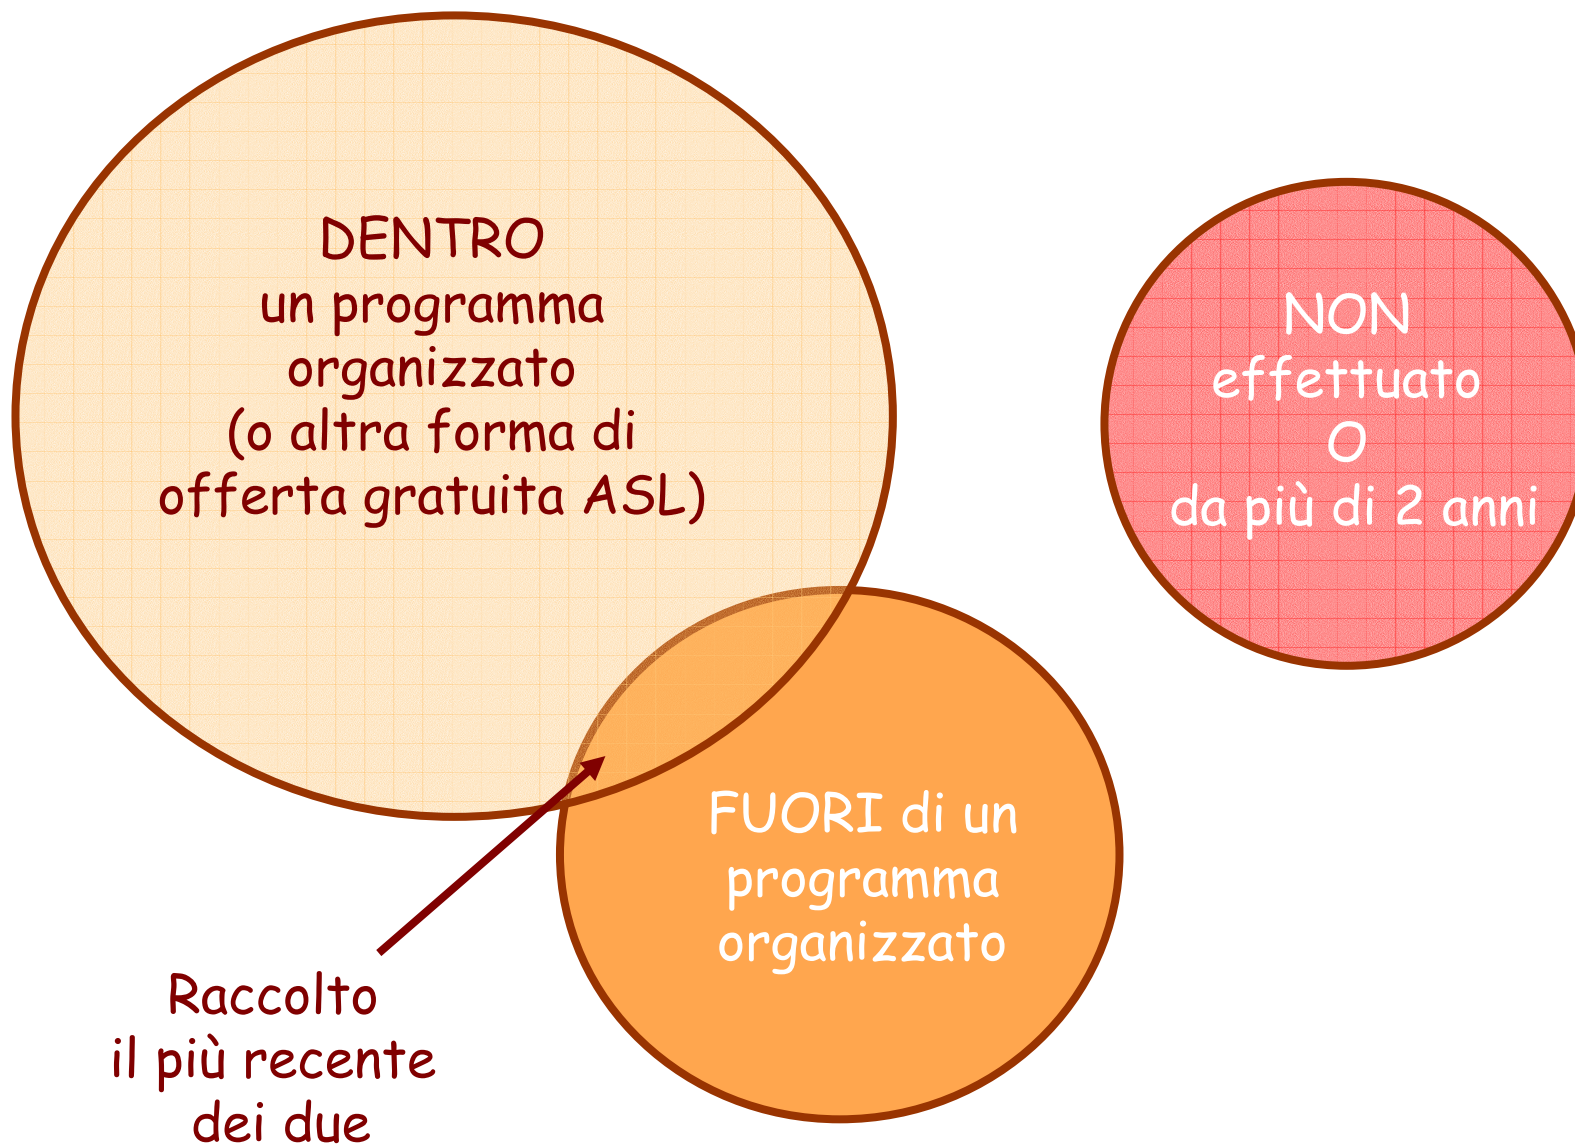 DENTRO
un programma
organizzato
(o altra forma di
offerta gratuita ASL)
NON
effettuato
O
da più di 2 anni
FUORI di un
programma
organizzato
Raccolto
il più recente
dei due